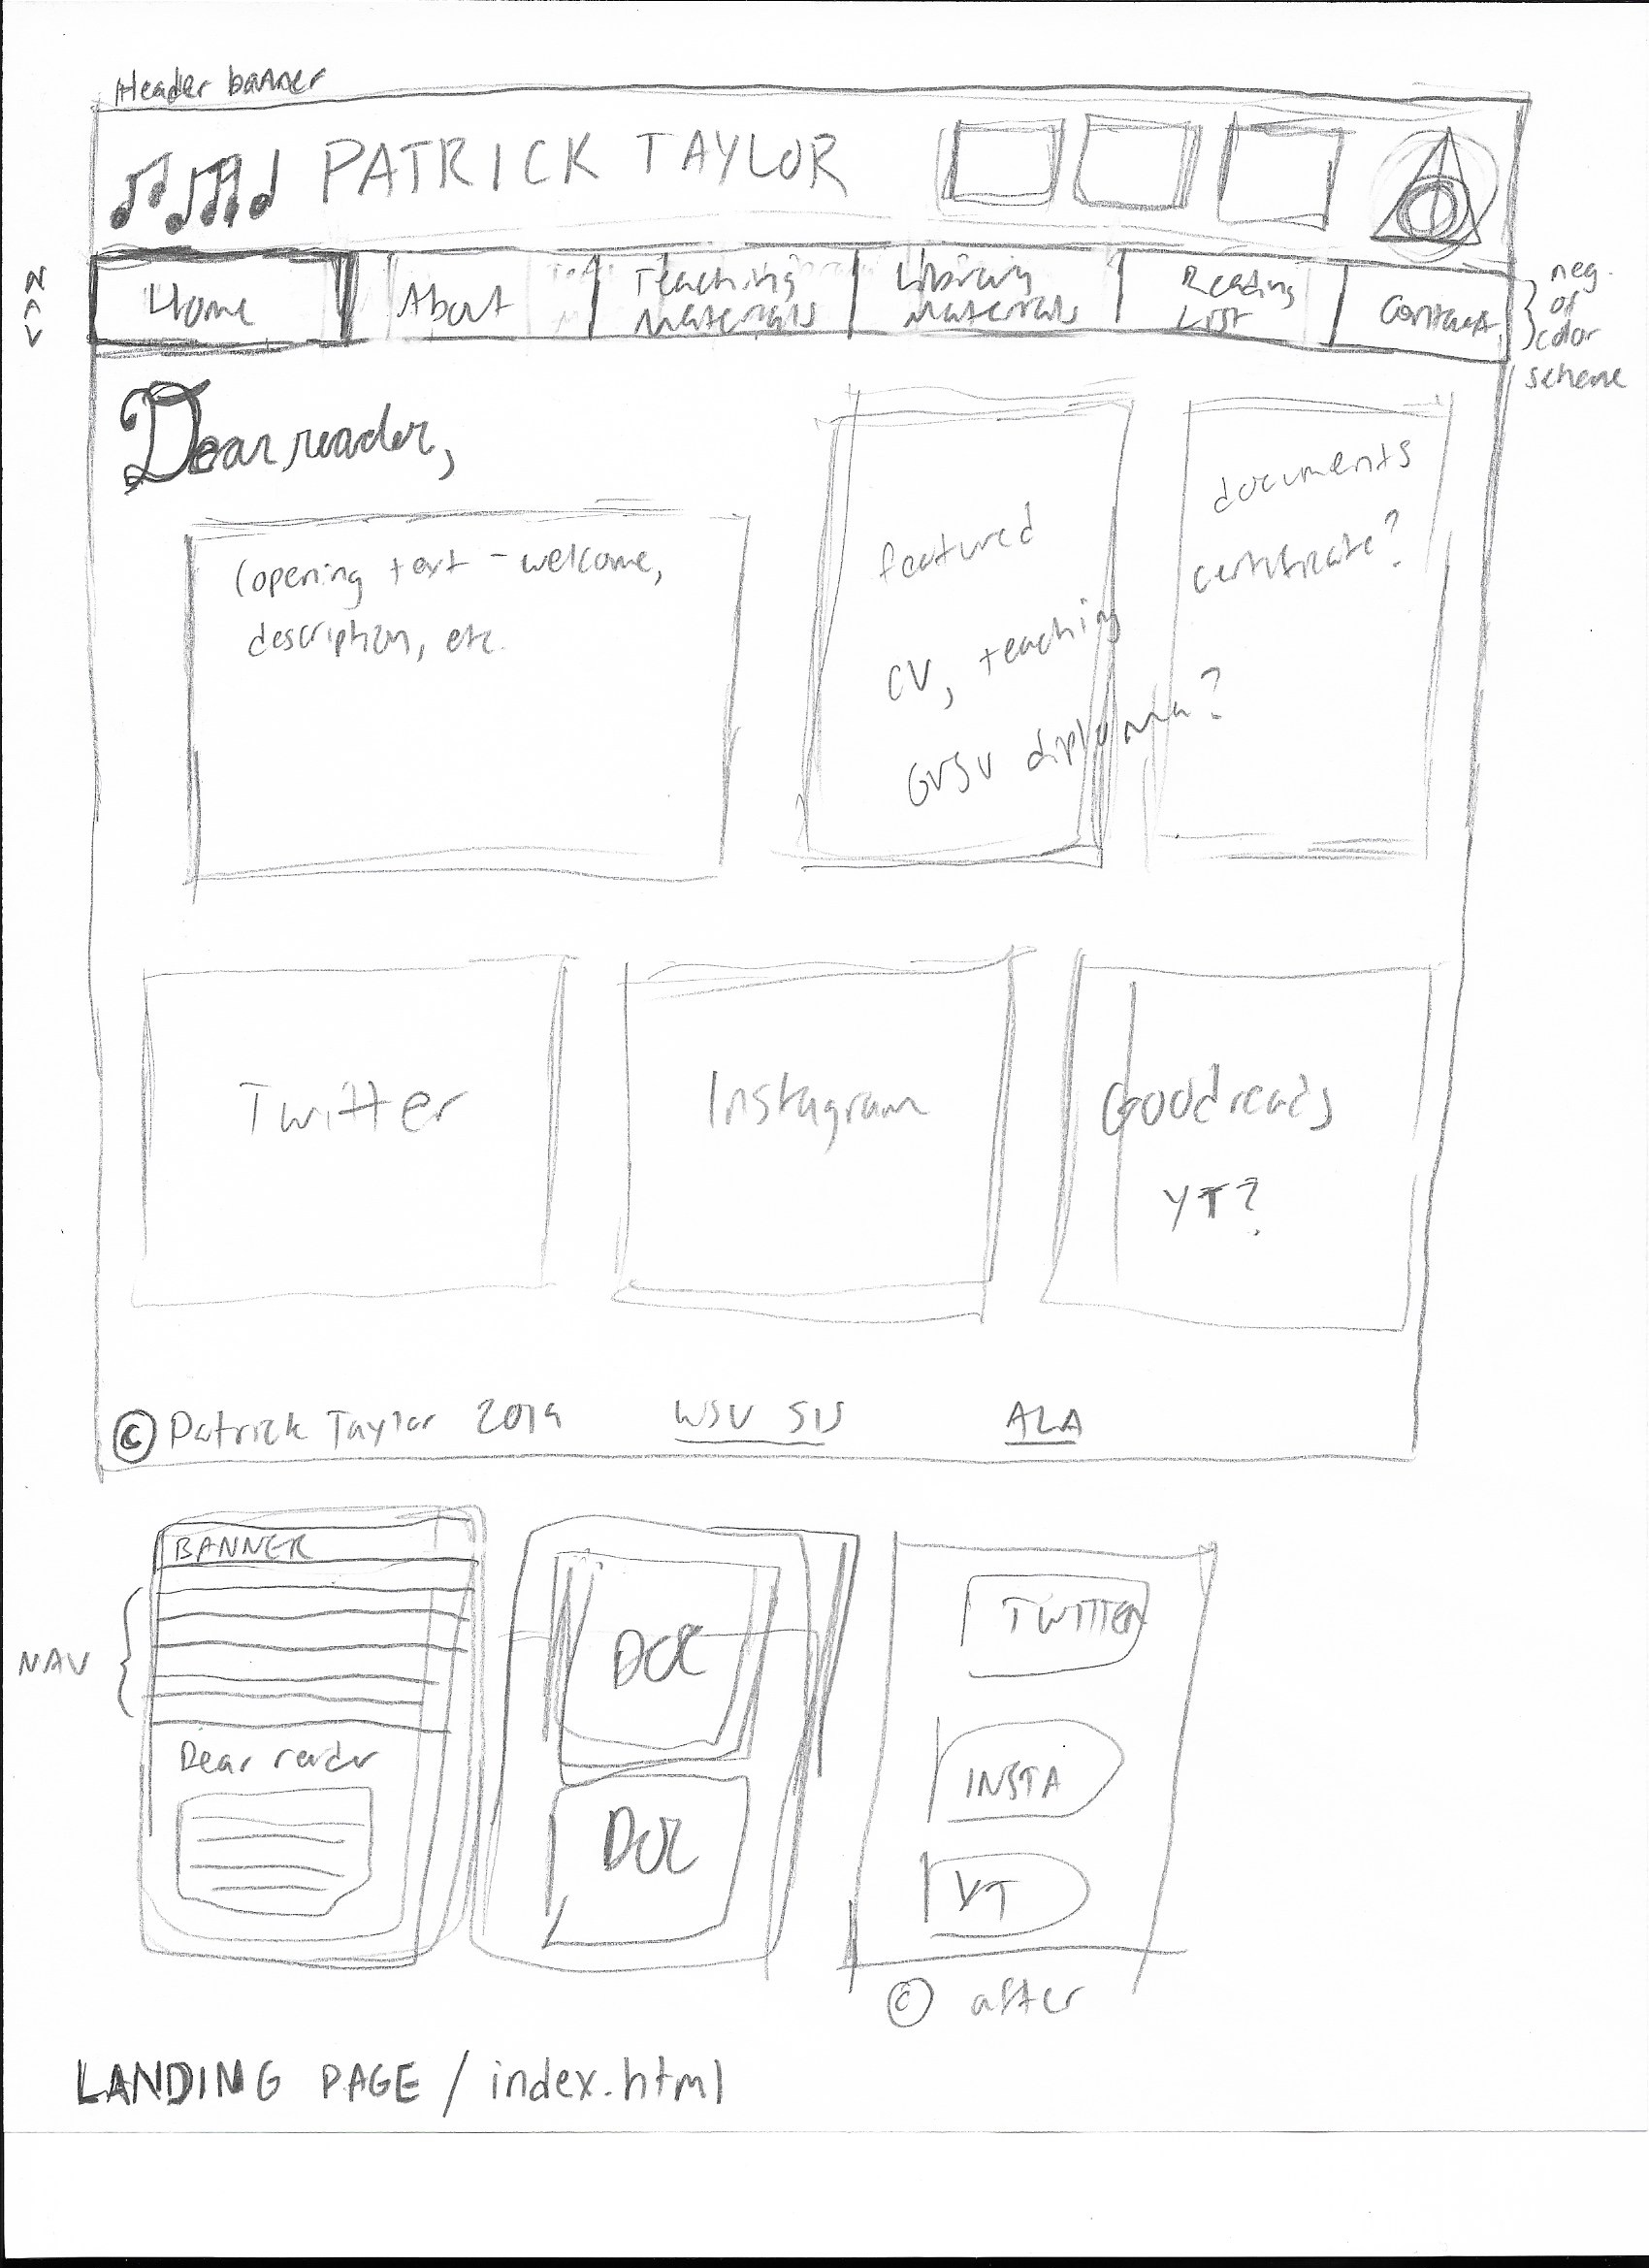 Header banner
PATRICK TAYLOR
NAV
Home
About
Teaching
Materials
Library
Materials
Reading
List
Contact
neg.
of
color
scheme
Dear reader,
(opening text - welcome,
description, etc.
featured
documents
CV, teaching
certificate?
GVSU diploma?
Twitter
Instagram
Goodreads
YT?
© Patrick Taylor 2019
WSU SIS
ALA
BANNER
NAV
Dear reader
DOC
DOC
TWITTER
INSTA
YT
© after
LANDING PAGE / index.html